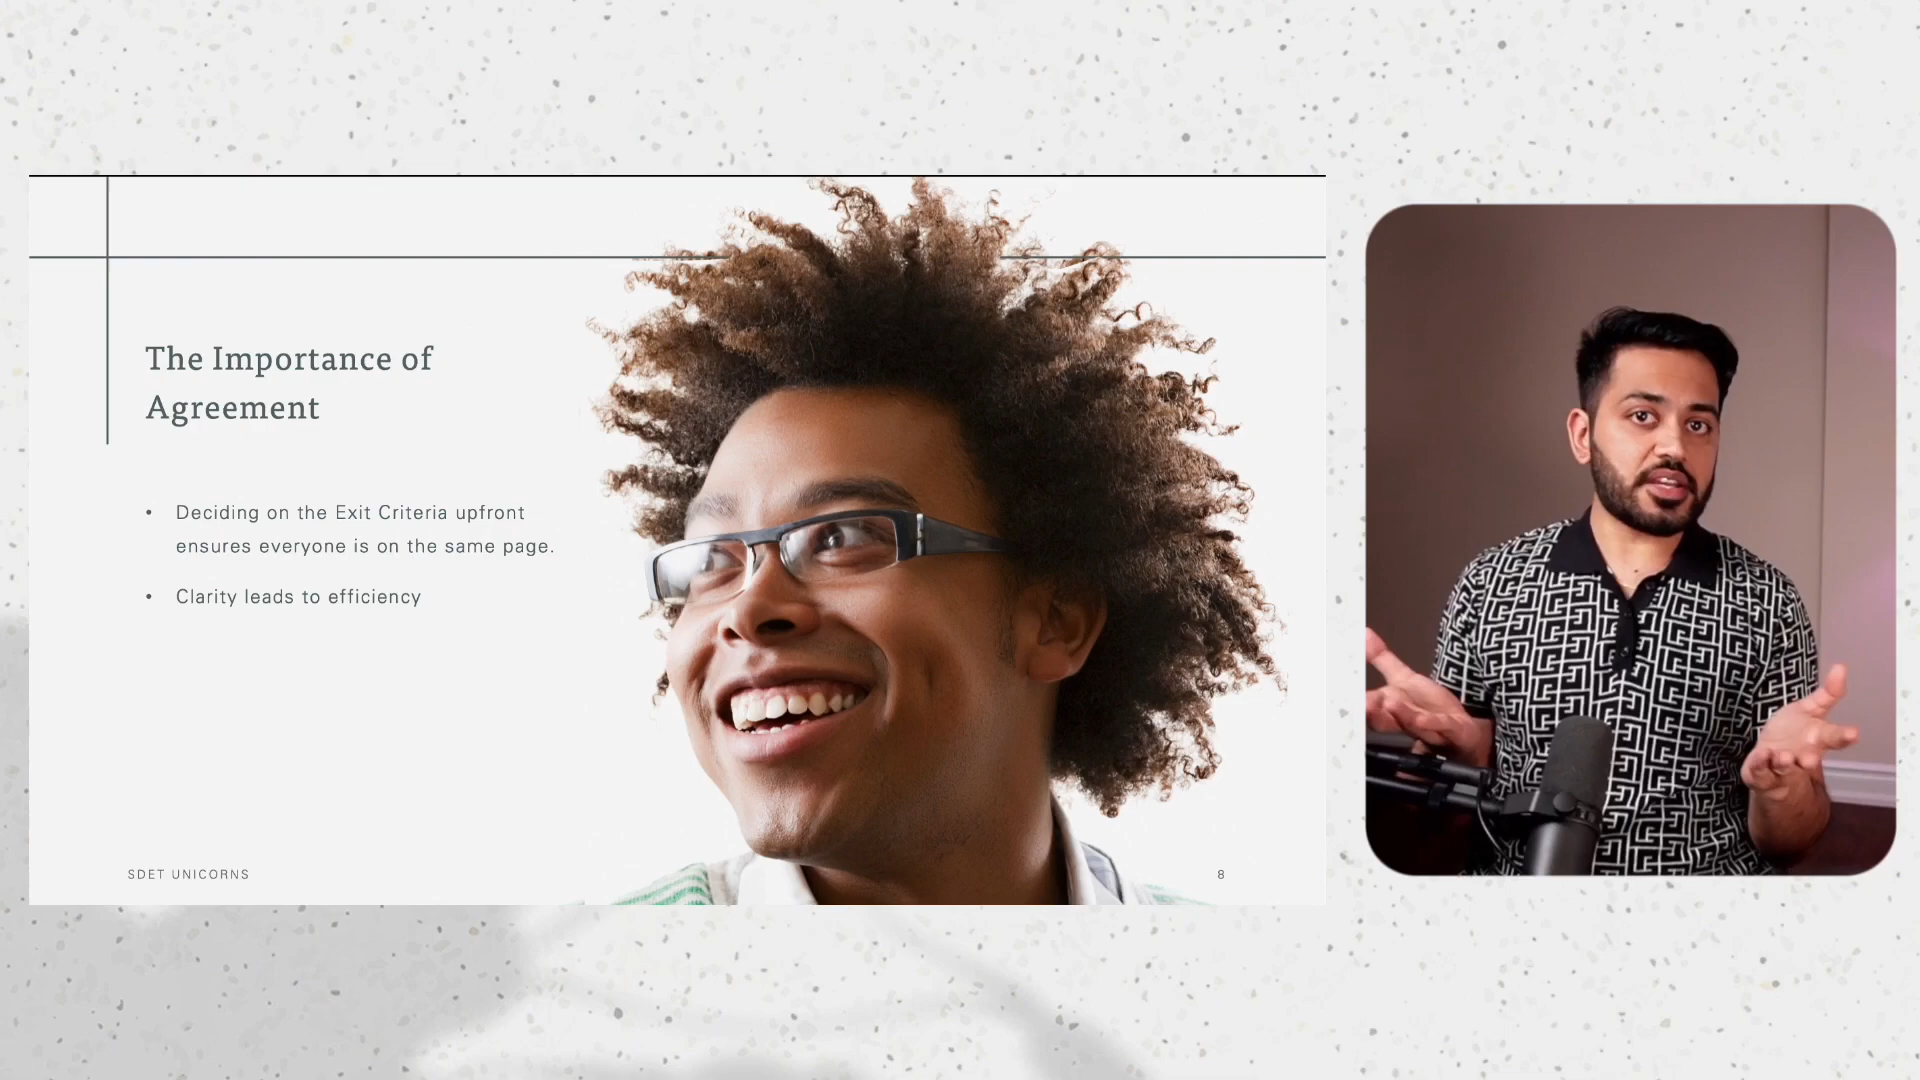 The Importance of
Agreement
• Deciding on the Exit Criteria upfront
ensures everyone is on the same page.
• Clarity leads to efficiency
SDET UNICORNS
8